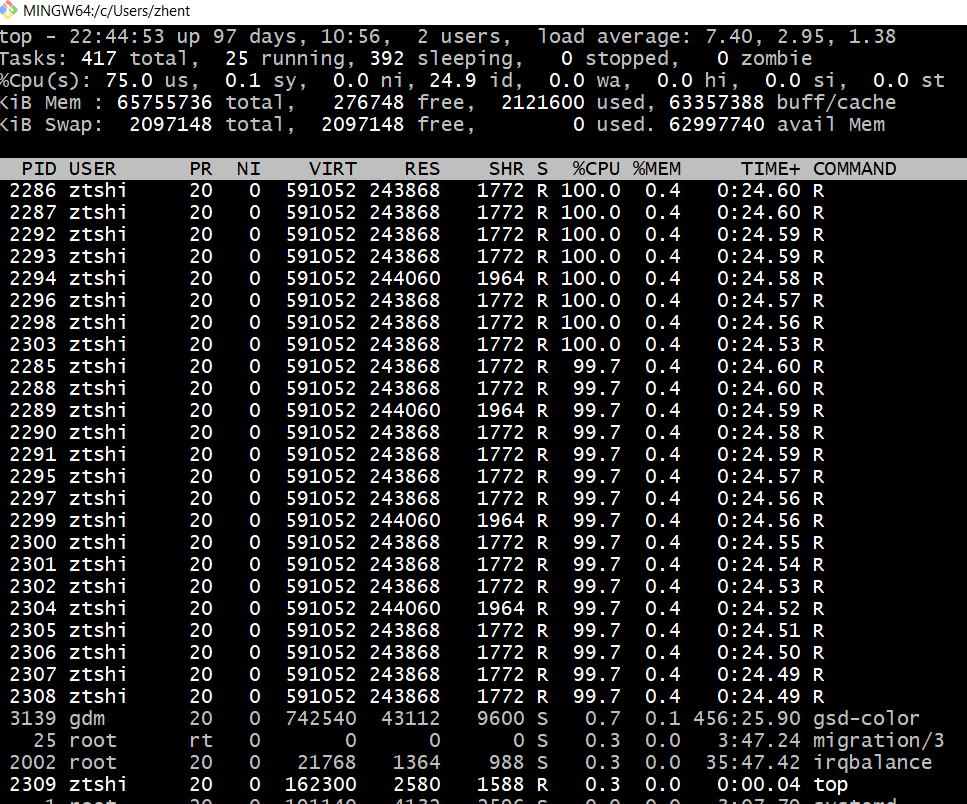 MINGW64:/c/Users/zhent
top - 22:44:53 up 97 days, 10:56,  2 users,  load average: 7.40, 2.95, 1.38
Tasks: 417 total,  25 running, 392 sleeping,   0 stopped,   0 zombie
%Cpu(s): 75.0 us,  0.1 sy,  0.0 ni, 24.9 id,  0.0 wa,  0.0 hi,  0.0 si,  0.0 st
KiB Mem : 65755736 total,   276748 free,  2121600 used, 63357388 buff/cache
KiB Swap:  2097148 total,  2097148 free,        0 used. 62997740 avail Mem
PID USER      PR  NI    VIRT    RES    SHR S  %CPU %MEM     TIME+ COMMAND
2286 ztshi     20   0  591052 243868   1772 R 100.0  0.4   0:24.60 R
2287 ztshi     20   0  591052 243868   1772 R 100.0  0.4   0:24.60 R
2292 ztshi     20   0  591052 243868   1772 R 100.0  0.4   0:24.59 R
2293 ztshi     20   0  591052 243868   1772 R 100.0  0.4   0:24.59 R
2294 ztshi     20   0  591052 244060   1964 R 100.0  0.4   0:24.58 R
2296 ztshi     20   0  591052 243868   1772 R 100.0  0.4   0:24.57 R
2298 ztshi     20   0  591052 243868   1772 R 100.0  0.4   0:24.56 R
2303 ztshi     20   0  591052 243868   1772 R 100.0  0.4   0:24.53 R
2285 ztshi     20   0  591052 243868   1772 R  99.7  0.4   0:24.60 R
2288 ztshi     20   0  591052 243868   1772 R  99.7  0.4   0:24.60 R
2289 ztshi     20   0  591052 244060   1964 R  99.7  0.4   0:24.59 R
2290 ztshi     20   0  591052 243868   1772 R  99.7  0.4   0:24.58 R
2291 ztshi     20   0  591052 243868   1772 R  99.7  0.4   0:24.59 R
2295 ztshi     20   0  591052 243868   1772 R  99.7  0.4   0:24.57 R
2297 ztshi     20   0  591052 243868   1772 R  99.7  0.4   0:24.56 R
2299 ztshi     20   0  591052 244060   1964 R  99.7  0.4   0:24.56 R
2300 ztshi     20   0  591052 243868   1772 R  99.7  0.4   0:24.55 R
2301 ztshi     20   0  591052 243868   1772 R  99.7  0.4   0:24.54 R
2302 ztshi     20   0  591052 243868   1772 R  99.7  0.4   0:24.53 R
2304 ztshi     20   0  591052 244060   1964 R  99.7  0.4   0:24.52 R
2305 ztshi     20   0  591052 243868   1772 R  99.7  0.4   0:24.51 R
2306 ztshi     20   0  591052 243868   1772 R  99.7  0.4   0:24.50 R
2307 ztshi     20   0  591052 243868   1772 R  99.7  0.4   0:24.49 R
2308 ztshi     20   0  591052 243868   1772 R  99.7  0.4   0:24.49 R
3139 gdm       20   0  742540  43112   9600 S   0.7  0.1 456:25.90 gsd-color
25 root      rt   0       0      0      0 S   0.3  0.0   3:47.24 migration/3
2002 root      20   0   21768   1364    988 S   0.3  0.0  35:47.42 irqbalance
2309 ztshi     20   0  162300   2580   1588 R   0.3  0.0   0:00.04 top